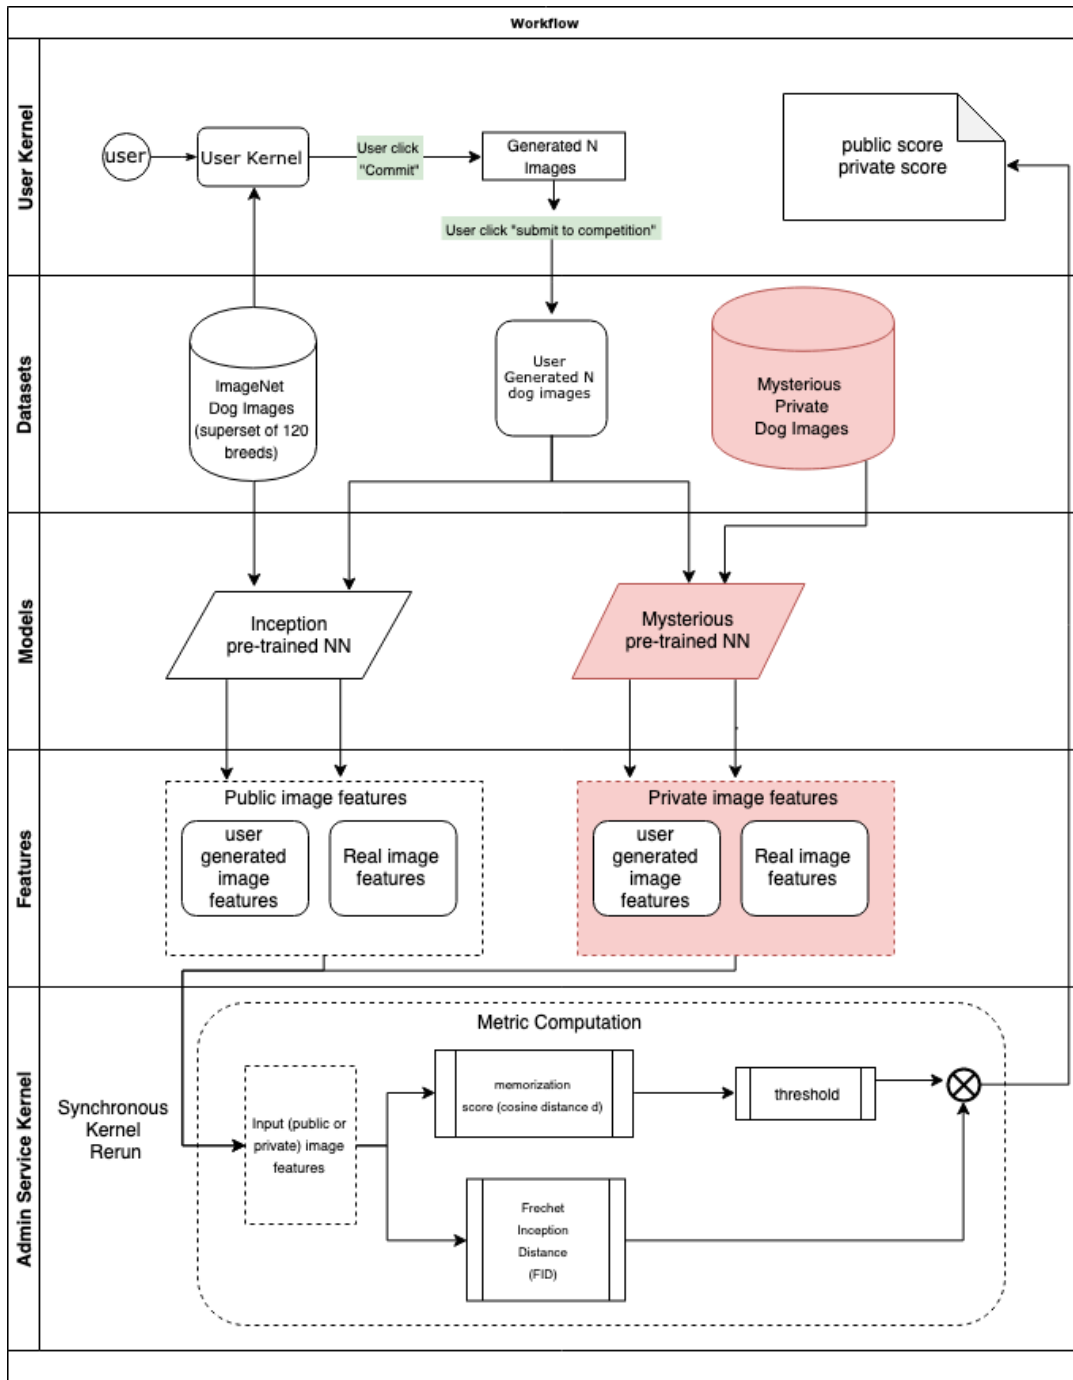 Workflow
User Kernel
user
User Kernel
User click
"Commit"
Generated N
Images
User click "submit to competition"
public score
private score
Datasets
ImageNet
Dog Images
(superset of 120
breeds)
User
Generated N
dog images
Mysterious
Private
Dog Images
Models
Inception
pre-trained NN
Mysterious
pre-trained NN
Features
Public image features
user
generated
image
features
Real image
features
Private image features
user
generated
image
features
Real image
features
Admin Service Kernel
Synchronous
Kernel
Rerun
Metric Computation
Input (public or
private) image
features
memorization
score (cosine distance d)
threshold
Frechet
Inception
Distance
(FID)